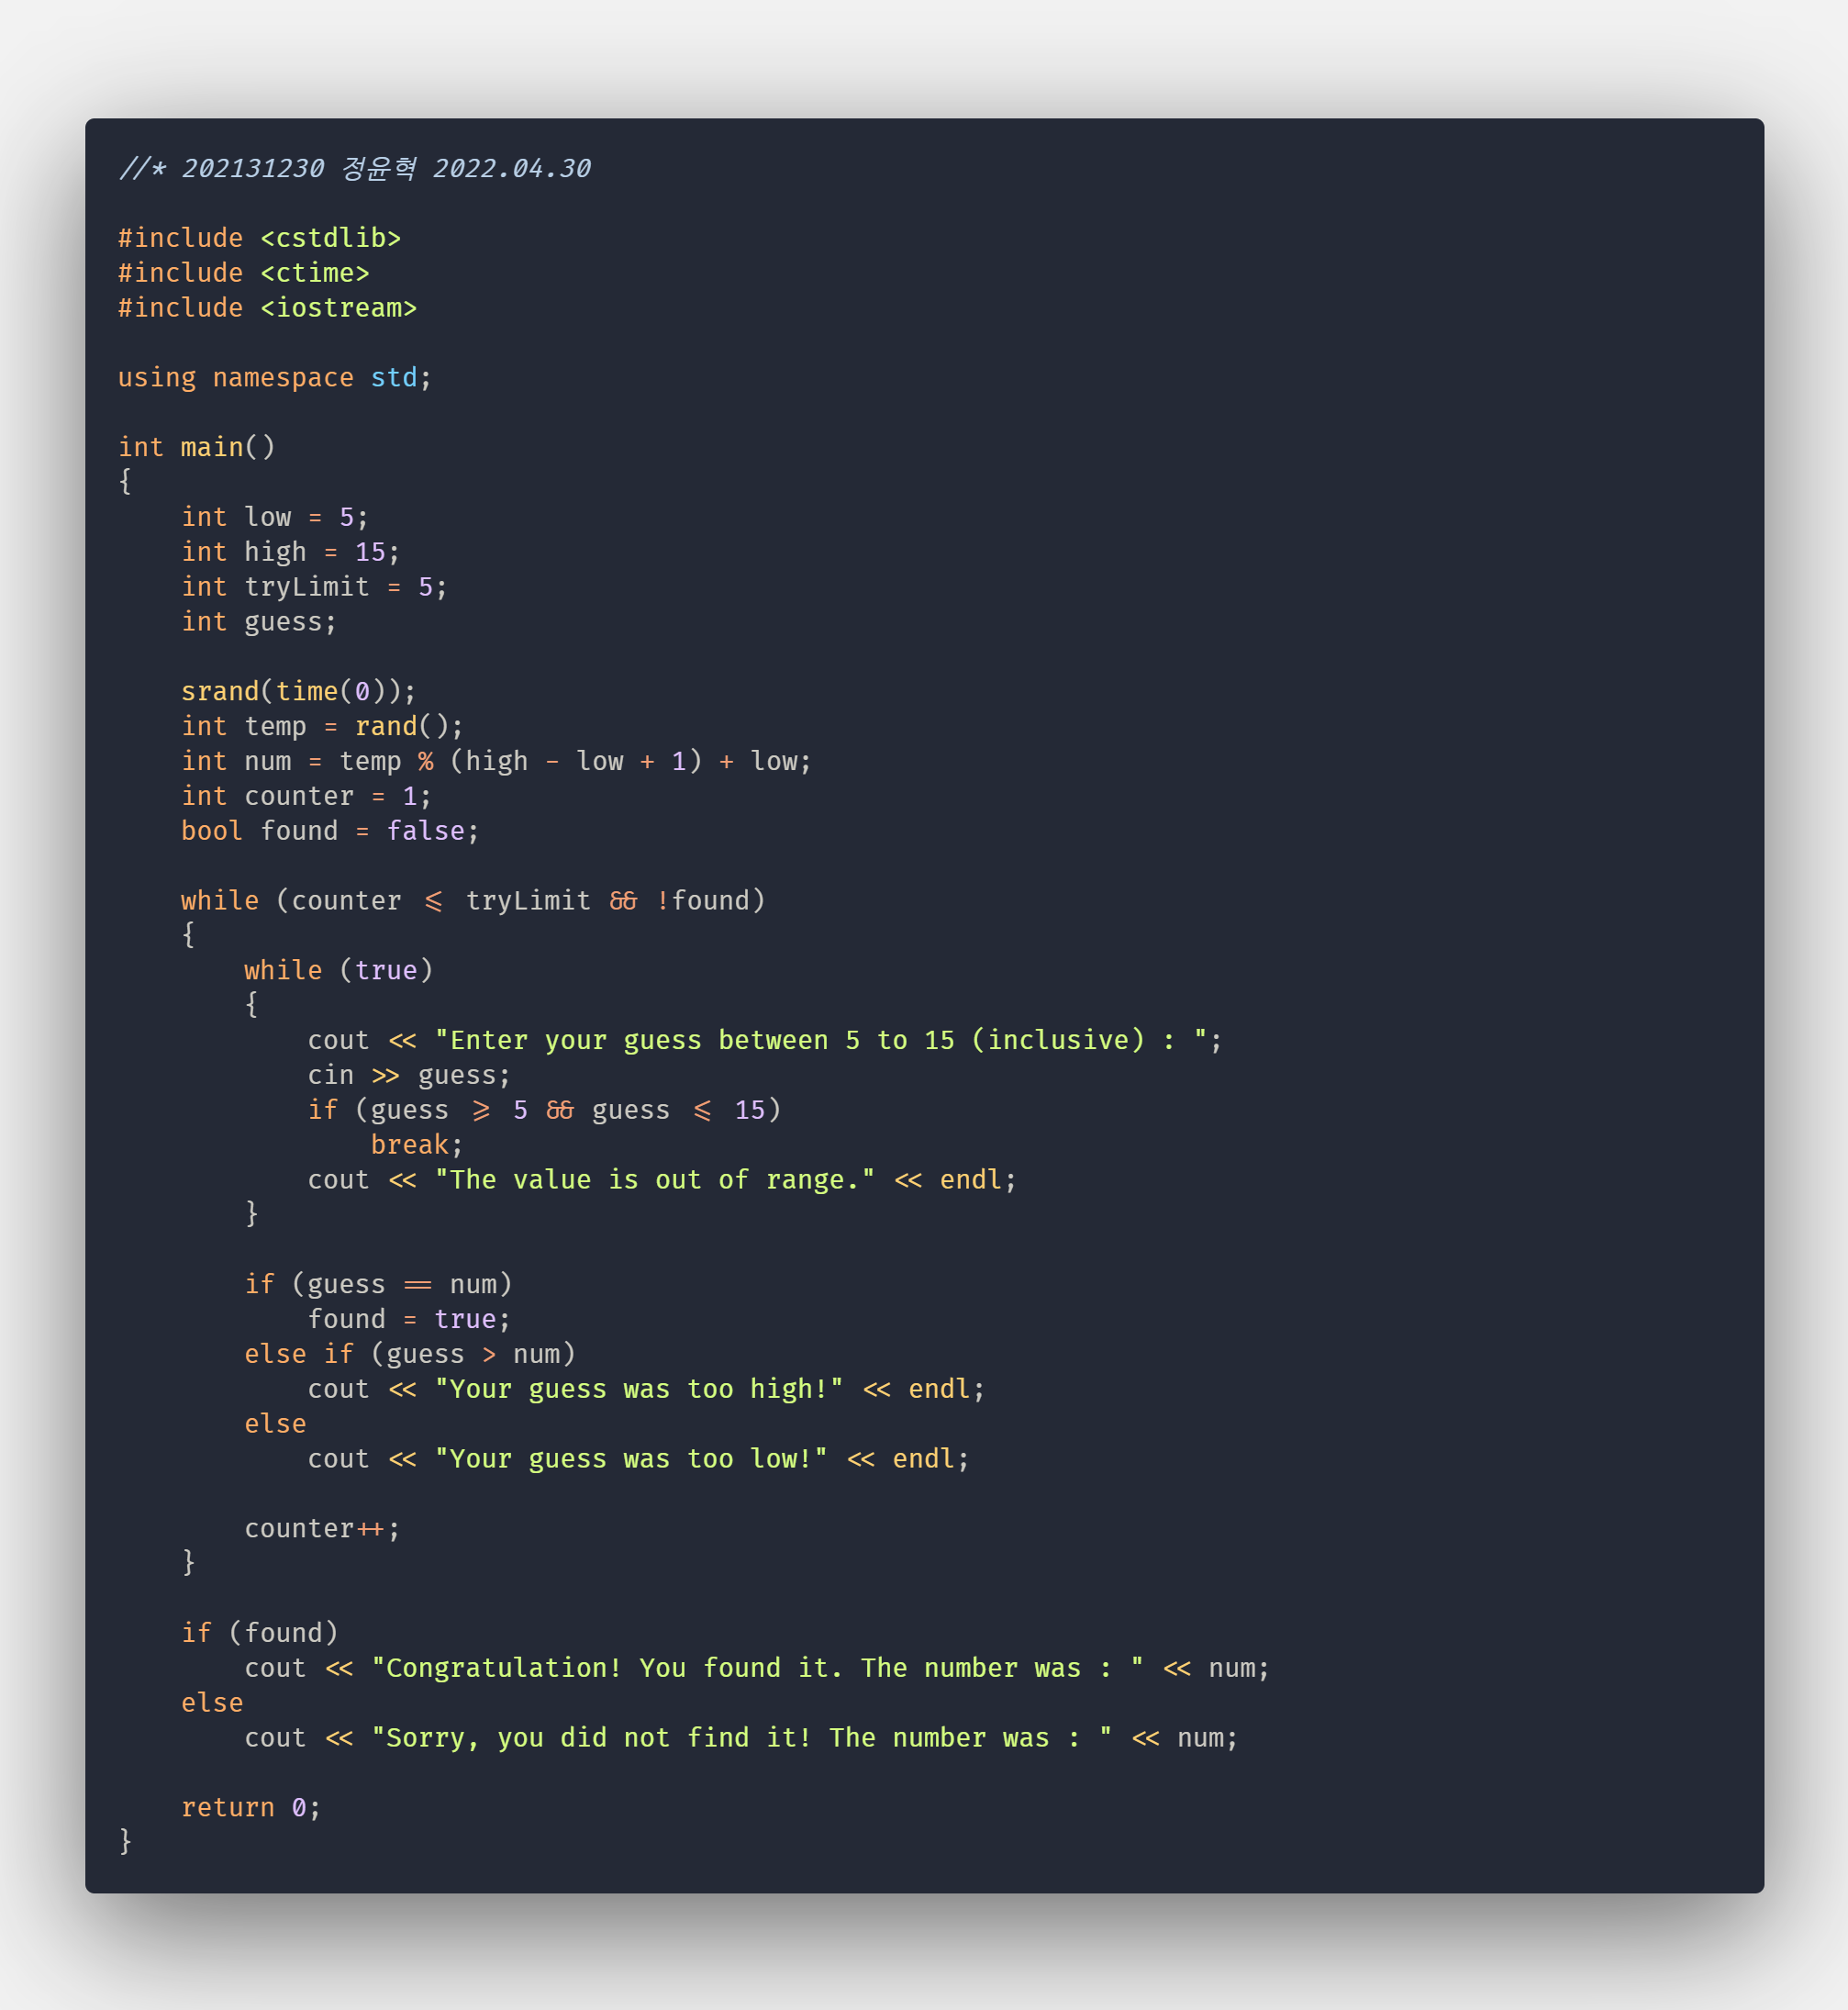 //* 202131230 정윤혁 2022.04.30
#include <cstdlib>
#include <ctime>
#include <iostream>
using namespace std;
int main()
{
    int low = 5;
    int high = 15;
    int tryLimit = 5;
    int guess;
    srand(time(0));
    int temp = rand();
    int num = temp % (high - low + 1) + low;
    int counter = 1;
    bool found = false;
    while (counter <= tryLimit && !found)
    {
        while (true)
        {
            cout << "Enter your guess between 5 to 15 (inclusive) : ";
            cin >> guess;
            if (guess >= 5 && guess <= 15)
                break;
            cout << "The value is out of range." << endl;
        }
        if (guess == num)
            found = true;
        else if (guess > num)
            cout << "Your guess was too high!" << endl;
        else
            cout << "Your guess was too low!" << endl;
        counter++;
    }
    if (found)
        cout << "Congratulation! You found it. The number was : " << num;
    else
        cout << "Sorry, you did not find it! The number was : " << num;
    return 0;
}